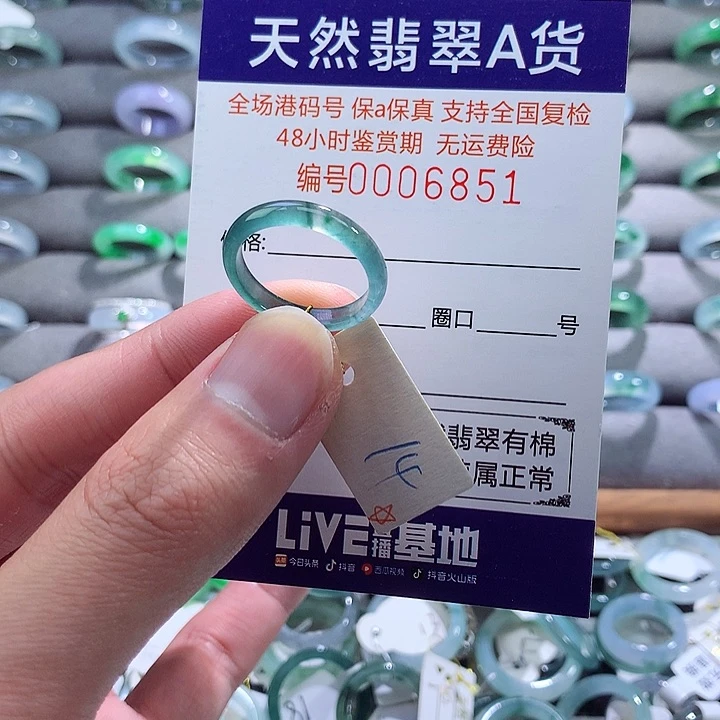 天然翡翠A货
全场港码号 保a保真 支持全国复检
48小时鉴赏期 无运费险
编号0006851
格:
圈口 号
翡翠有棉
属正常
LiVE直播基地
今日头条 抖音 西瓜视频 抖音火山版